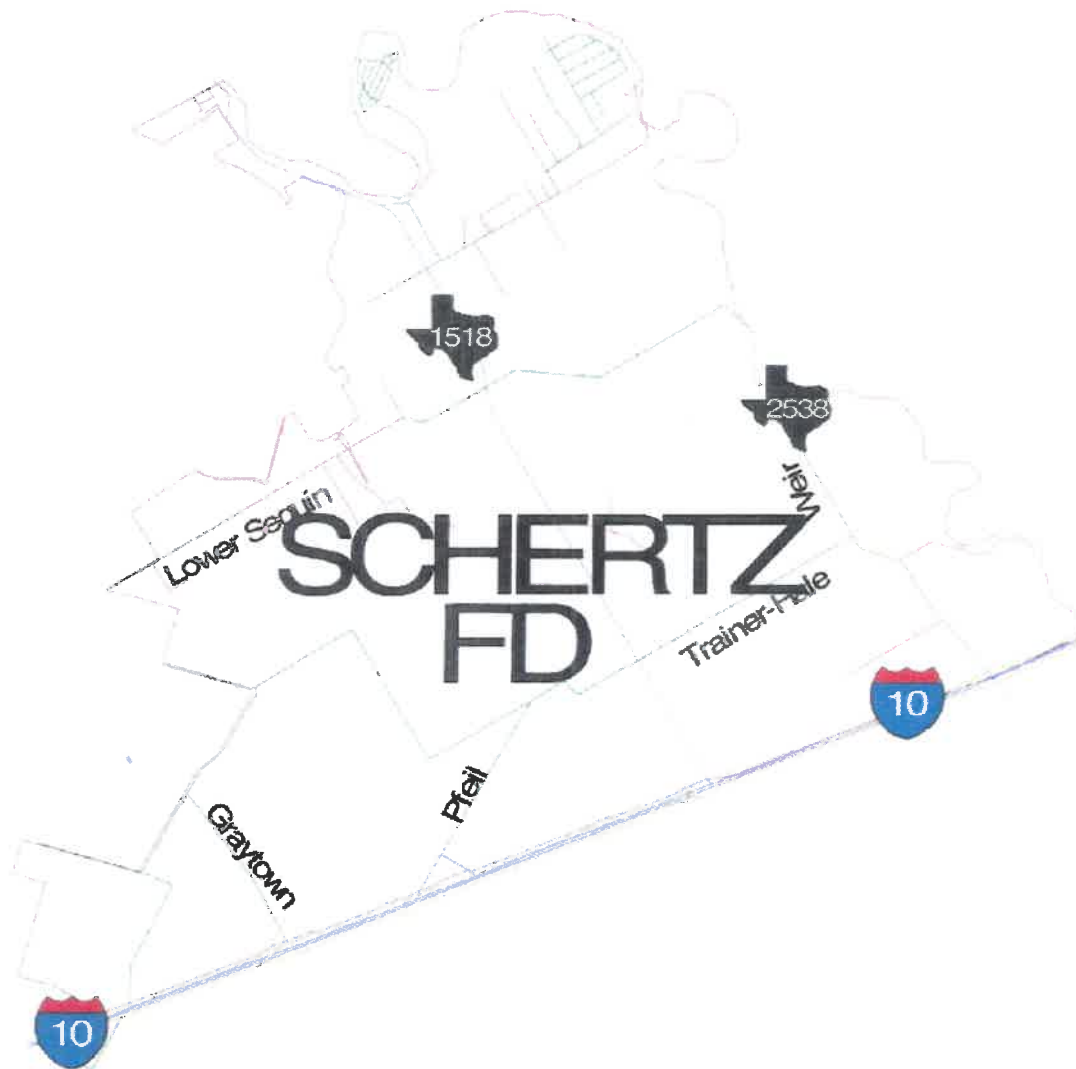 1518
2538
Weir
Lower Seguin
SCHERTZ
FD
Trainer-Hale
10
Pfeil
Graytown
10